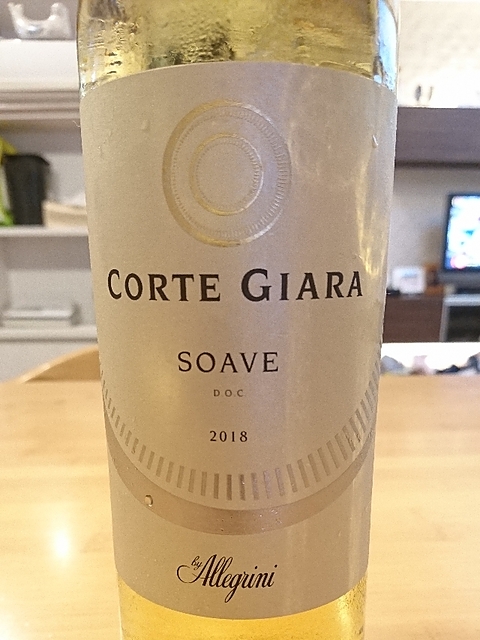 CORTE GIARA
SOAVE
DOC
2018
by Allegrini